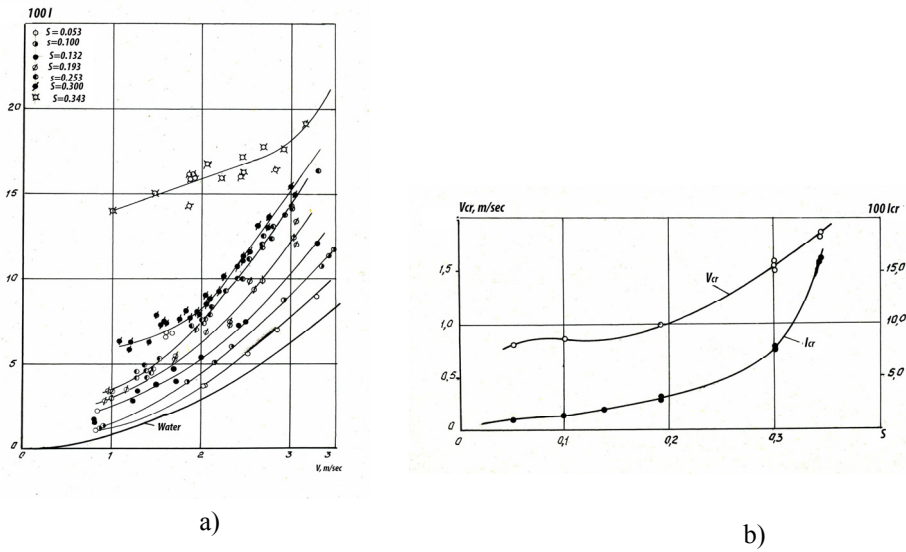 100 I
S = 0.053
s=0.100
S=0.132
S=0.193
s=0.253
S=0.300
S=0.343
20
15
10
5
0
Water
1
2
3
3
V, m/sec
a)
Vcr, m/sec
100 Icr
1,5
1,0
0,5
0
15,0
10,0
5,0
Vcr
Icr
0
0,1
0,2
0,3
S
b)